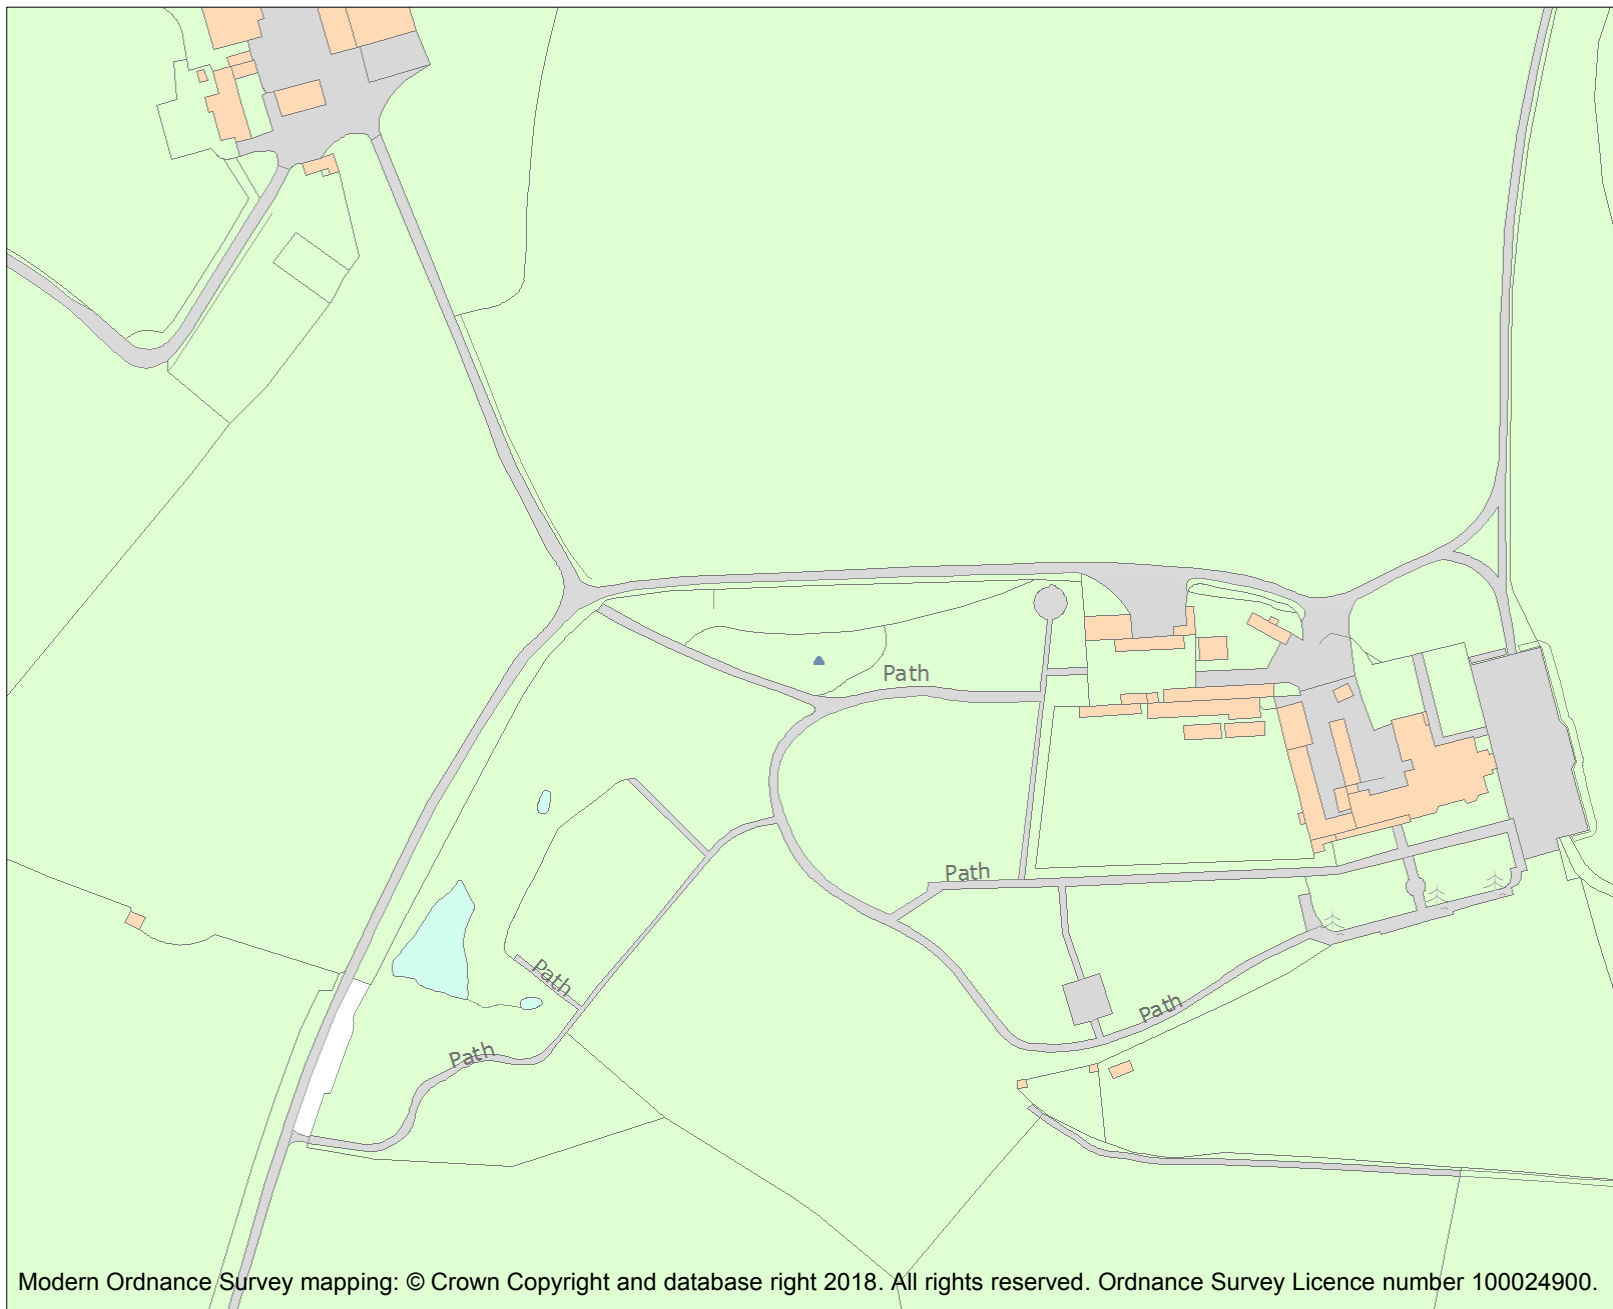 Path
Path
Path
Path
Path
Modern Ordnance Survey mapping: © Crown Copyright and database right 2018. All rights reserved. Ordnance Survey Licence number 100024900.